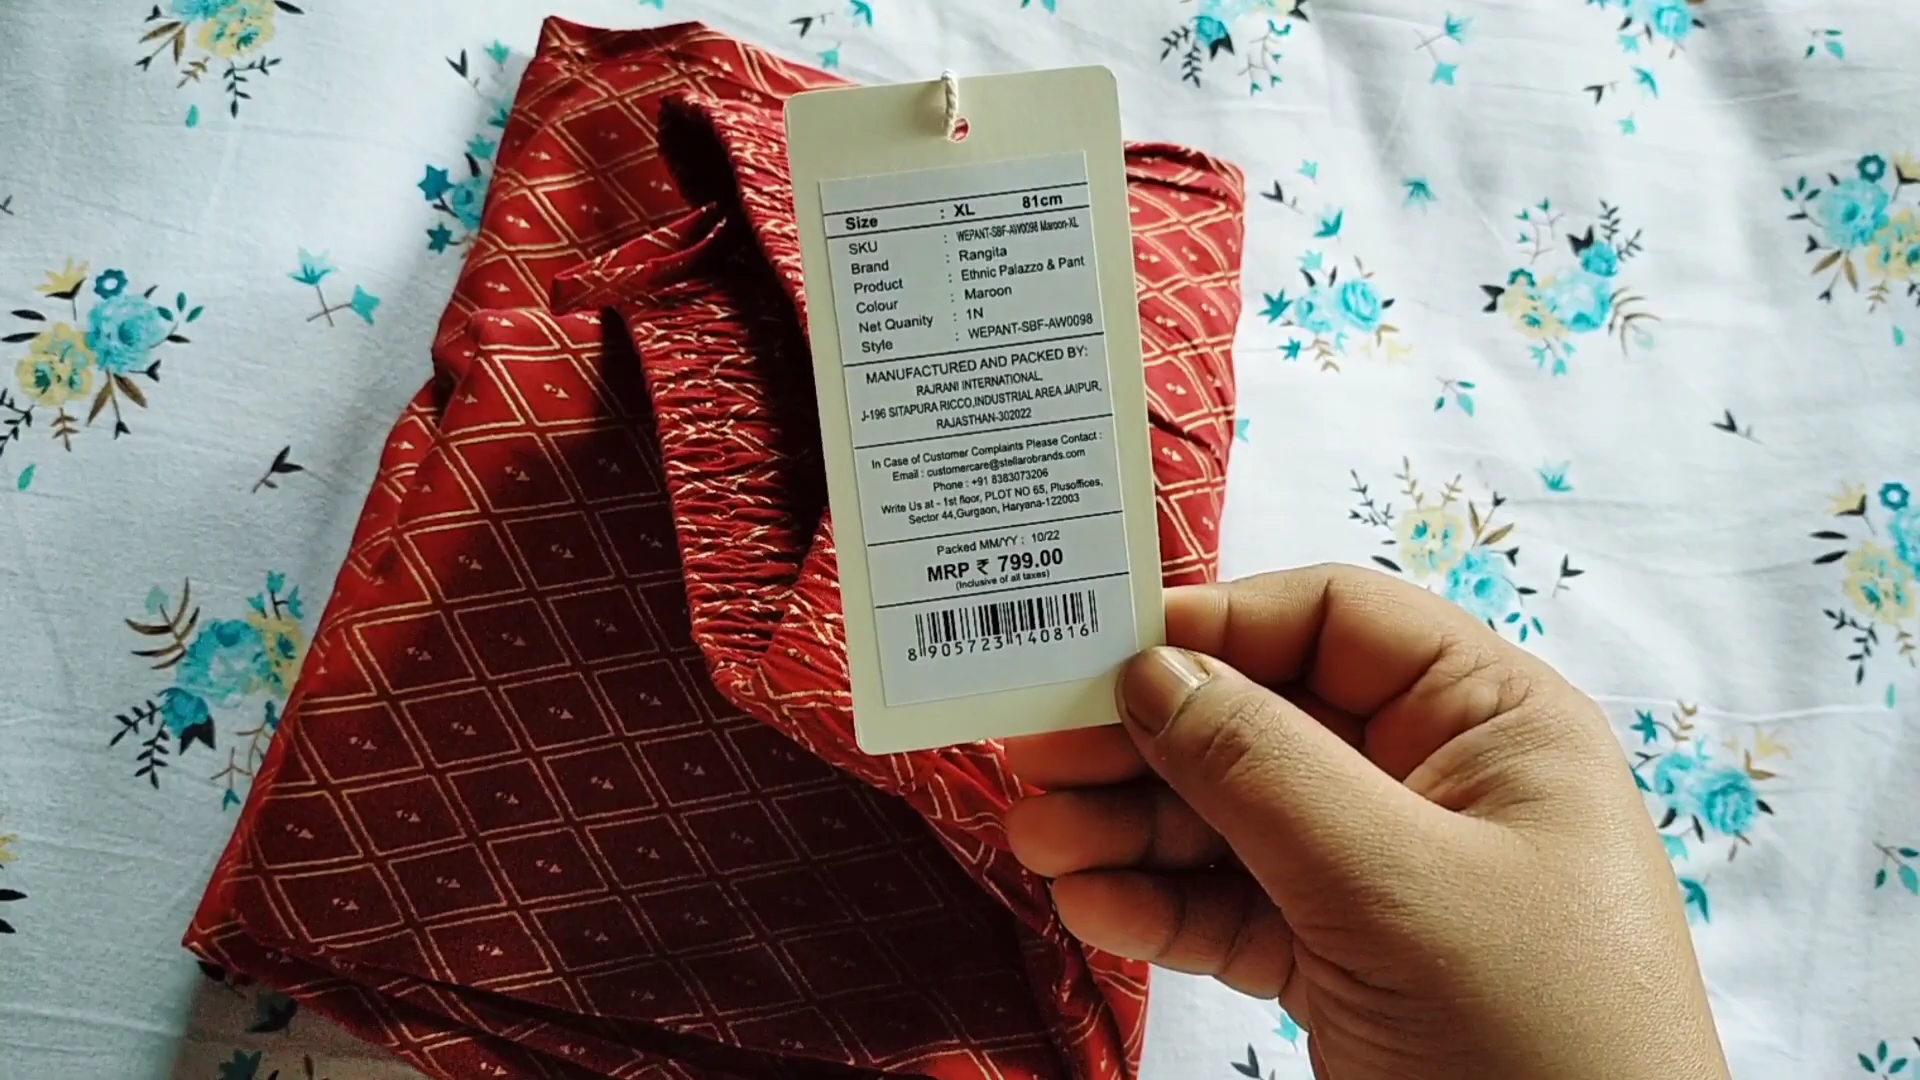 Size : XL 81cm
SKU : WEPANT-SBF-AW0098 Maroon-XL
Brand : Rangita
Product : Ethnic Palazzo & Pant
Colour : Maroon
Net Quanity : 1N
Style : WEPANT-SBF-AW0098
MANUFACTURED AND PACKED BY:
RAJRANI INTERNATIONAL,
J-196 SITAPURA RICCO,INDUSTRIAL AREA JAIPUR,
RAJASTHAN-302022
In Case of Customer Complaints Please Contact :
Email : customercare@stellarobrands.com
Phone : +91 8383073206
Write Us at - 1st floor, PLOT NO 65, Plusoffices,
Sector 44,Gurgaon, Haryana-122003
Packed MM/YY : 10/22
MRP ₹ 799.00
(Inclusive of all taxes)
8 905723 140816